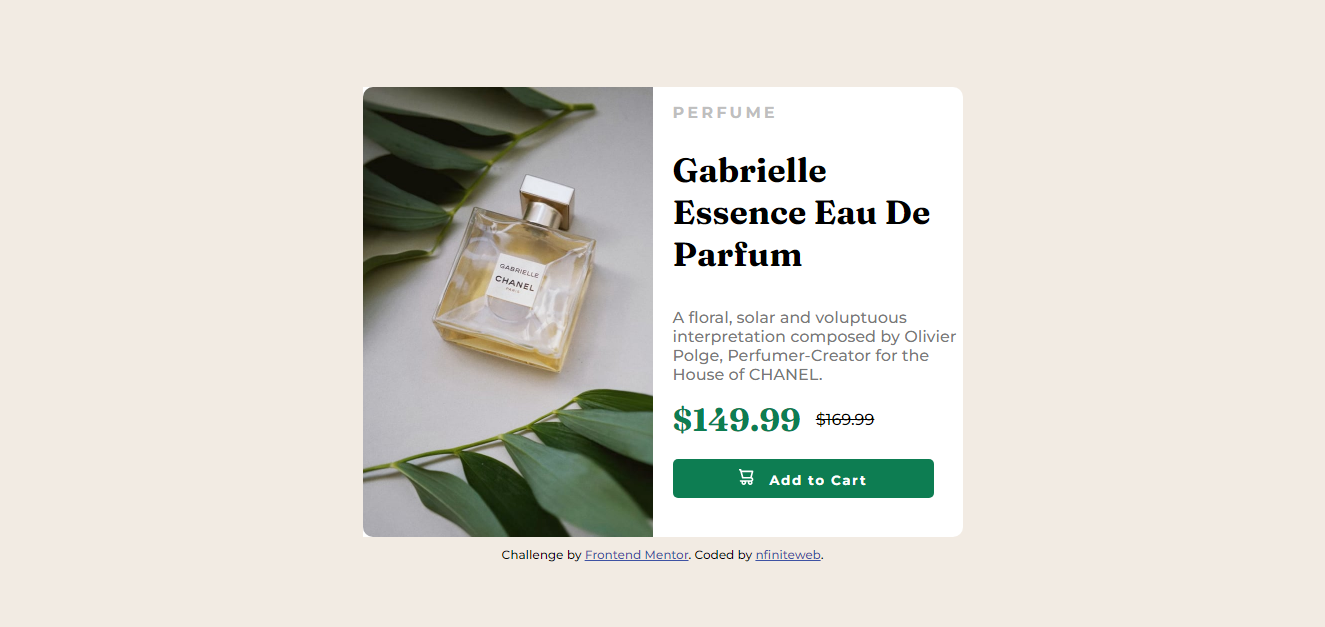 PERFUME
Gabrielle
Essence Eau De
Parfum
GABRIELLE
CHANEL
PARIS
A floral, solar and voluptuous
interpretation composed by Olivier
Polge, Perfumer-Creator for the
House of CHANEL.
$149.99 $169.99
Add to Cart
Challenge by Frontend Mentor. Coded by nfiniteweb.